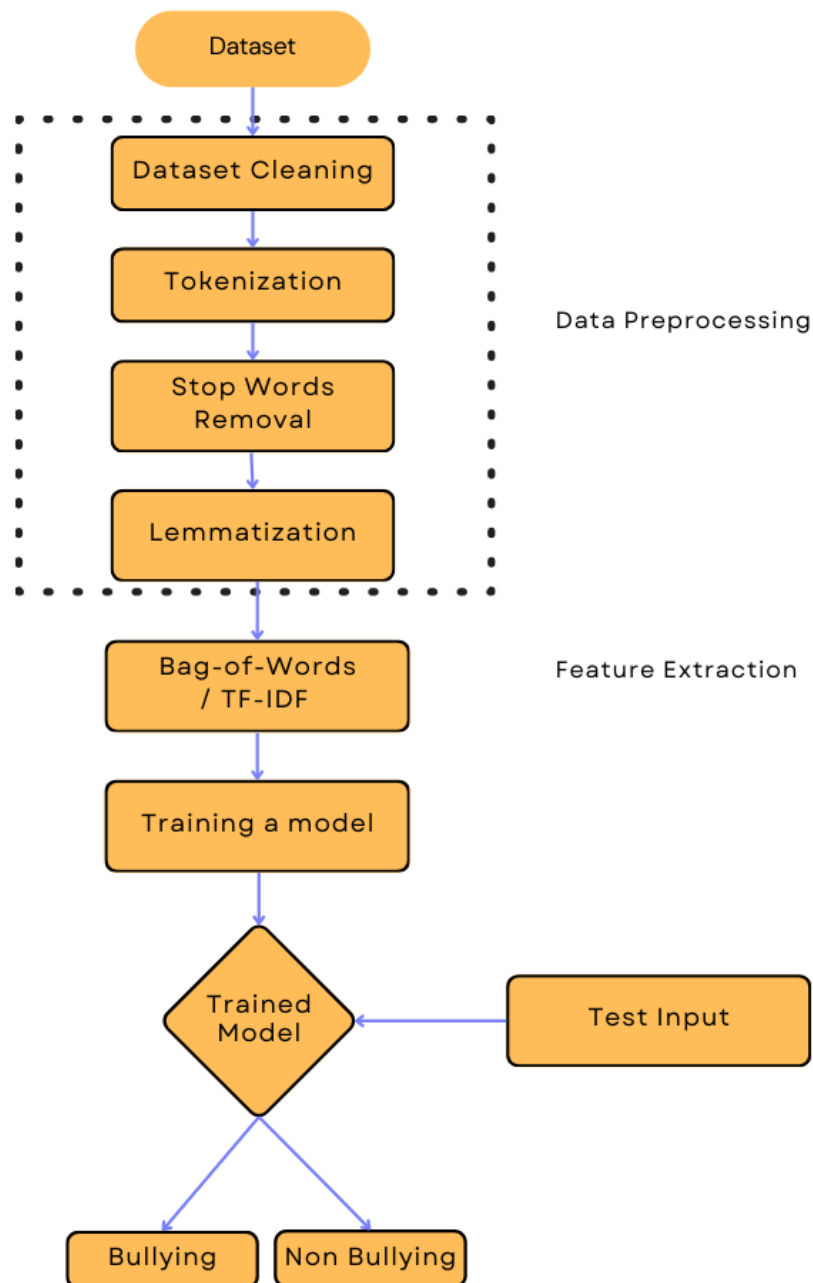 Dataset
Dataset Cleaning
Tokenization
Data Preprocessing
Stop Words
Removal
Lemmatization
Bag-of-Words
/ TF-IDF
Feature Extraction
Training a model
Trained
Model
Test Input
Bullying
Non Bullying